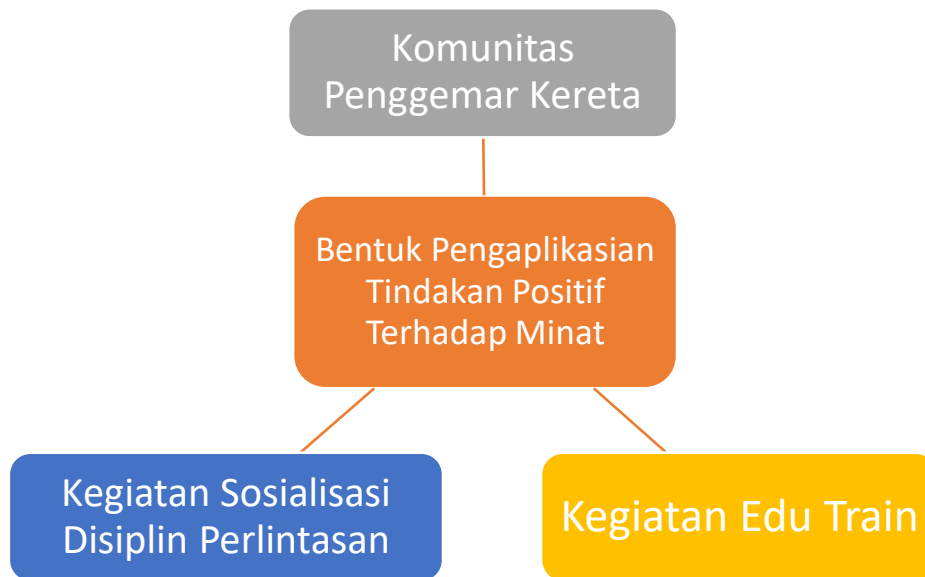 Komunitas
Penggemar Kereta
Bentuk Pengaplikasian
Tindakan Positif
Terhadap Minat
Kegiatan Sosialisasi
Disiplin Perlintasan
Kegiatan Edu Train